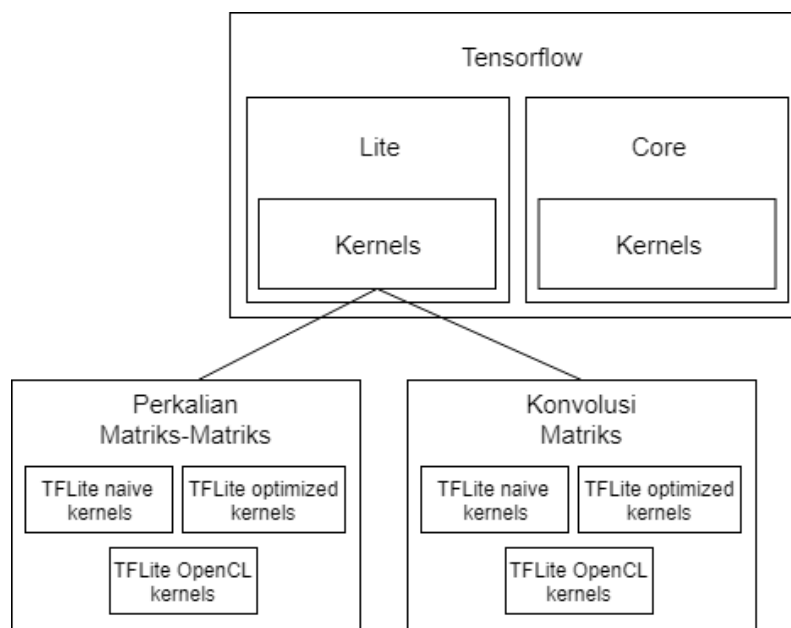 Tensorflow
Lite
Core
Kernels
Kernels
Perkalian
Matriks-Matriks
TFLite naive
kernels
TFLite optimized
kernels
TFLite OpenCL
kernels
Konvolusi
Matriks
TFLite naive
kernels
TFLite optimized
kernels
TFLite OpenCL
kernels